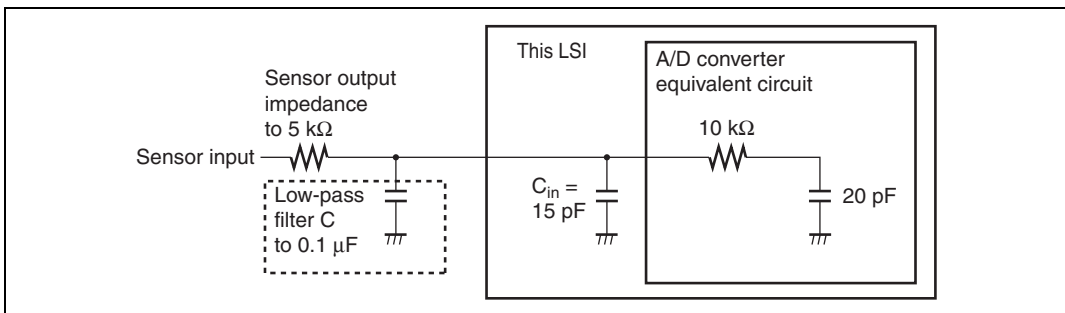 This LSI
A/D converter
equivalent circuit
Sensor output
impedance
to 5 kΩ
10 kΩ
Sensor input
Low-pass
filter C
to 0.1 μF
Cin =
15 pF
20 pF